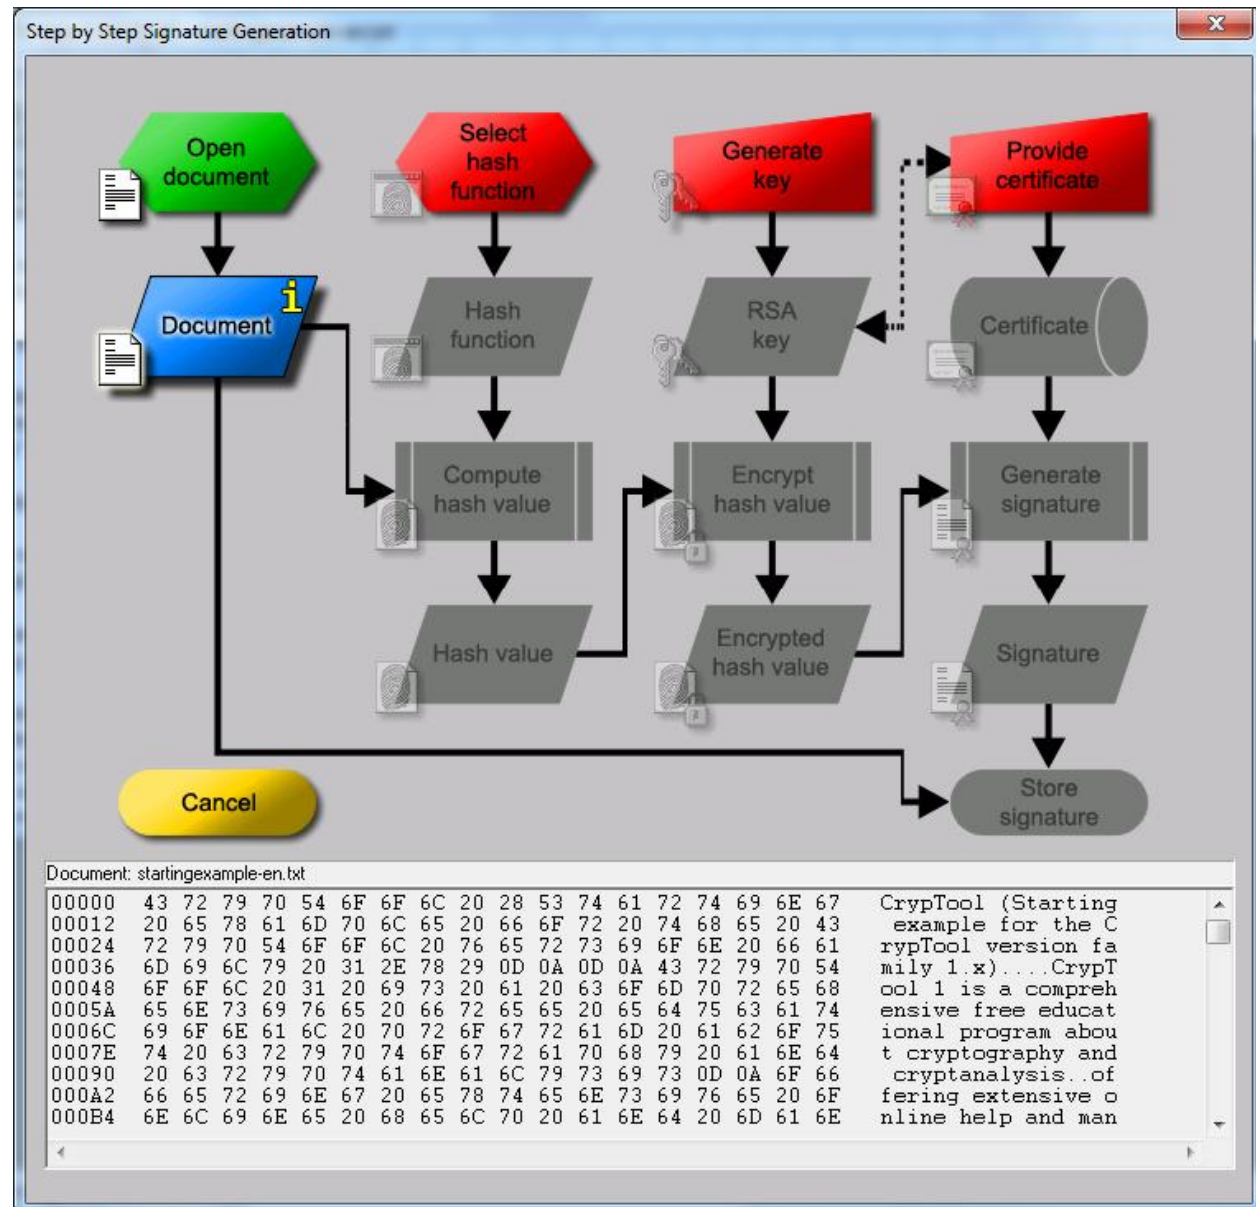 Step by Step Signature Generation
Open
document
Select
hash
function
Generate
key
Provide
certificate
Document
i
Hash
function
RSA
key
Certificate
Compute
hash value
Encrypt
hash value
Generate
signature
Hash value
Encrypted
hash value
Signature
Cancel
Store
signature
Document: startingexample-en.txt
00000 43 72 79 70 54 6F 6F 6C 20 28 53 74 61 72 74 69 6E 67 CrypTool (Starting
00012 20 65 78 61 6D 70 6C 65 20 66 6F 72 20 74 68 65 20 43 example for the C
00024 72 79 70 54 6F 6F 6C 20 76 65 72 73 69 6F 6E 20 66 61 rypTool version fa
00036 6D 69 6C 79 20 31 2E 78 29 0D 0A 0D 0A 43 72 79 70 54 mily 1.x)....CrypT
00048 6F 6F 6C 20 31 20 69 73 20 61 20 63 6F 6D 70 72 65 68 ool 1 is a compreh
0005A 65 6E 73 69 76 65 20 66 72 65 65 20 65 64 75 63 61 74 ensive free educat
0006C 69 6F 6E 61 6C 20 70 72 6F 67 72 61 6D 20 61 62 6F 75 ional program abou
0007E 74 20 63 72 79 70 74 6F 67 72 61 70 68 79 20 61 6E 64 t cryptography and
00090 20 63 72 79 70 74 61 6E 61 6C 79 73 69 73 0D 0A 6F 66 cryptanalysis..of
000A2 66 65 72 69 6E 67 20 65 78 74 65 6E 73 69 76 65 20 6F fering extensive o
000B4 6E 6C 69 6E 65 20 68 65 6C 70 20 61 6E 64 20 6D 61 6E nline help and man